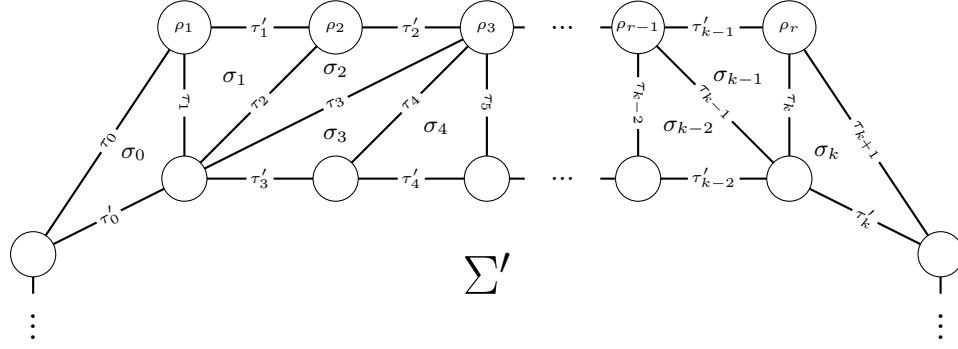 ρ₁ τ′₁ ρ₂ τ′₂ ρ₃ ... ρᵣ₋₁ τ′ₖ₋₁ ρᵣ
σ₁ σ₂ σₖ₋₁
τ₀ τ₁ τ₂ τ₃ τ₄ τ₅ τₖ₋₂ τₖ₋₁ τₖ τₖ₊₁
σ₀ σ₃ σ₄ σₖ₋₂ σₖ
τ′₀ τ′₃ τ′₄ ... τ′ₖ₋₂ τ′ₖ
Σ′
⋮ ⋮